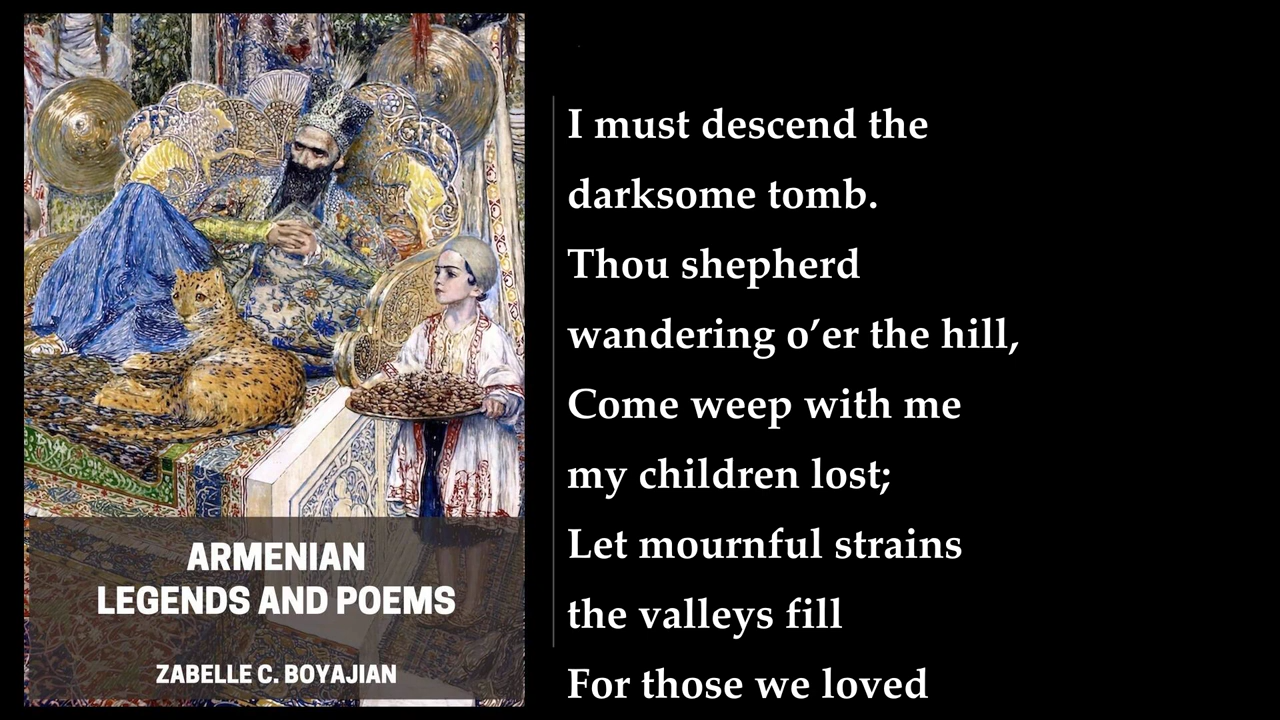 ARMENIAN
LEGENDS AND POEMS
ZABELLE C. BOYAJIAN
I must descend the
darksome tomb.
Thou shepherd
wandering o’er the hill,
Come weep with me
my children lost;
Let mournful strains
the valleys fill
For those we loved